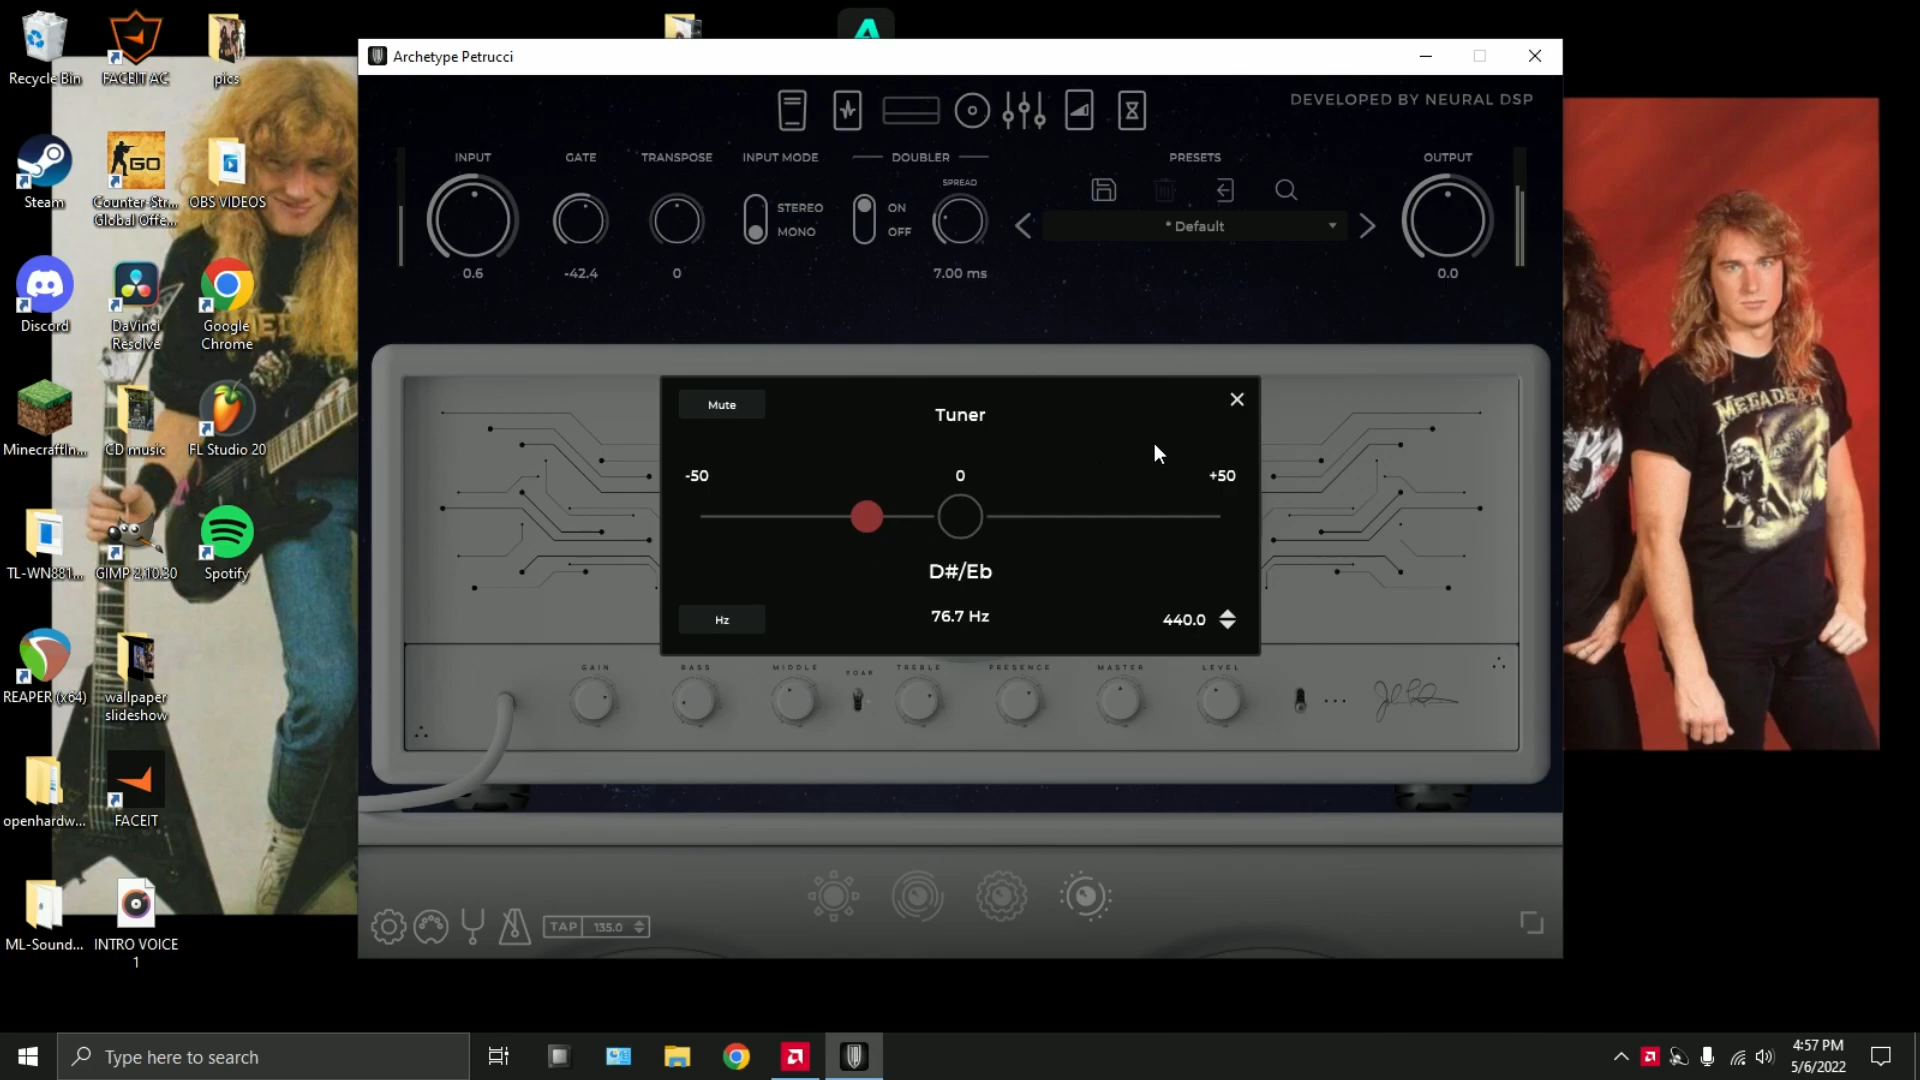 Recycle Bin
FACEIT AC
pics
Steam
Counter-Str...
Global Offe...
OBS VIDEOS
Discord
DaVinci
Resolve
Google
Chrome
MinecraftIn...
CD music
FL Studio 20
TL-WN881...
GIMP 2.10.30
Spotify
REAPER (x64)
wallpaper
slideshow
openhardw...
FACEIT
ML-Sound...
INTRO VOICE
1
Archetype Petrucci
DEVELOPED BY NEURAL DSP
INPUT
GATE
TRANSPOSE
INPUT MODE
DOUBLER
PRESETS
OUTPUT
SPREAD
STEREO
MONO
ON
OFF
* Default
0.6
-42.4
0
7.00 ms
0.0
Mute
Tuner
-50
0
+50
D#/Eb
76.7 Hz
Hz
440.0
GAIN
BASS
MIDDLE
ROAR
TREBLE
PRESENCE
MASTER
LEVEL
TAP
135.0
MEGADETH
GO
Type here to search
4:57 PM
5/6/2022